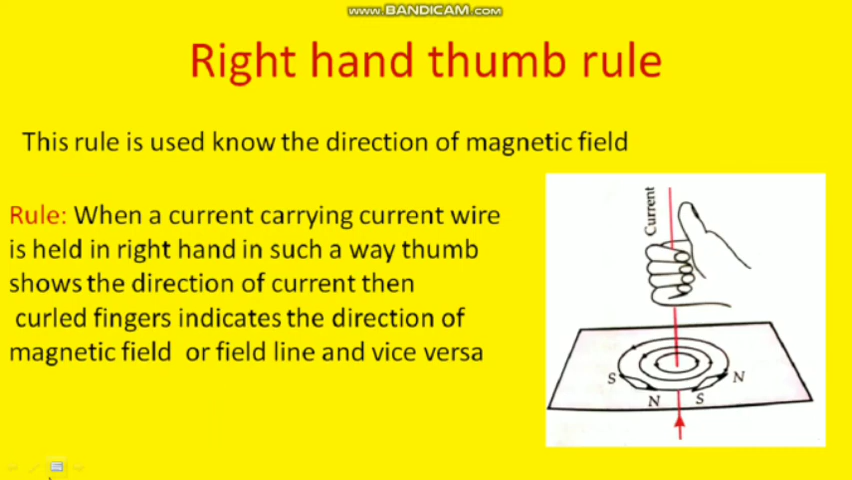 WWW.BANDICAM.COM
Right hand thumb rule
This rule is used know the direction of magnetic field
Rule: When a current carrying current wire
is held in right hand in such a way thumb
shows the direction of current then
curled fingers indicates the direction of
magnetic field or field line and vice versa
Current
S
N
N
S